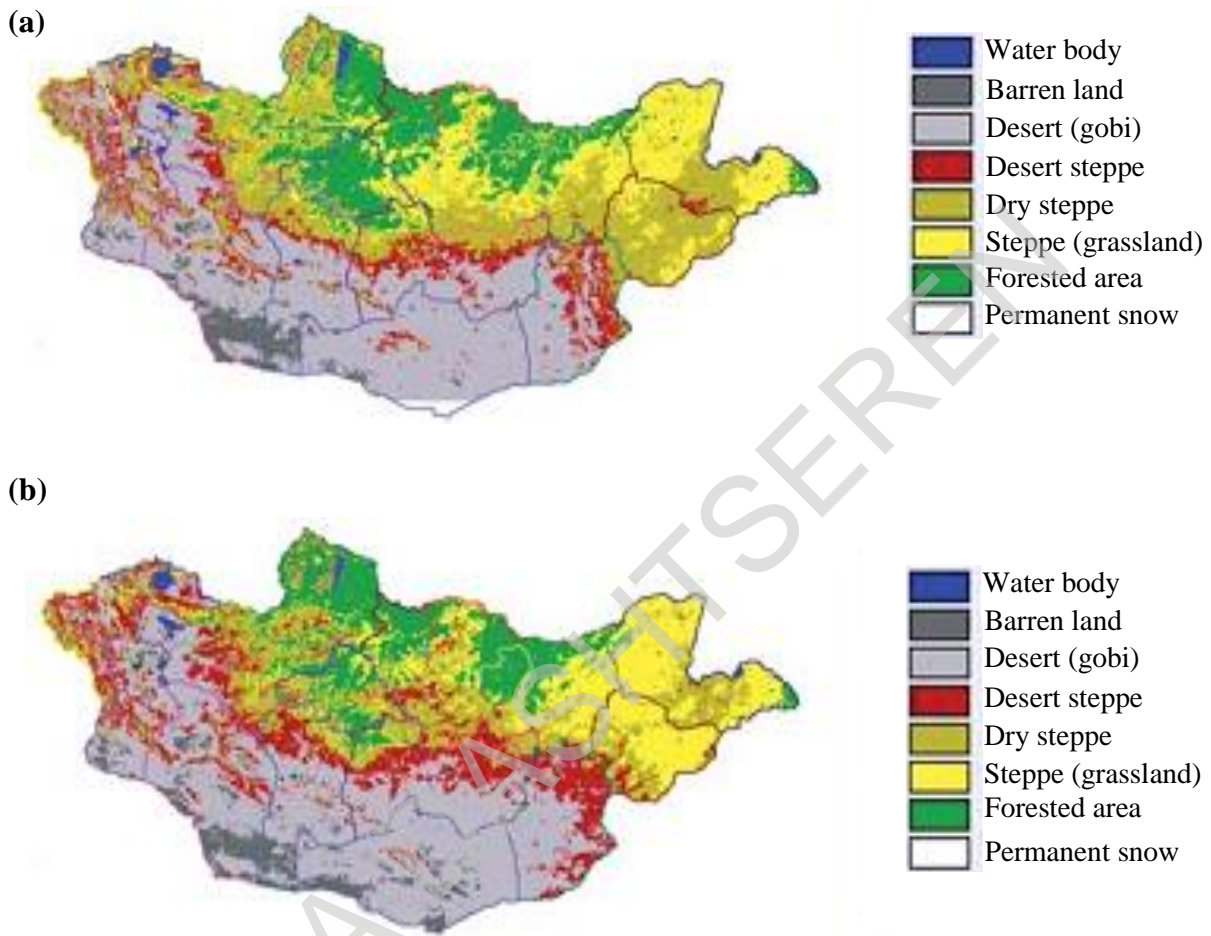 (a)
Water body
Barren land
Desert (gobi)
Desert steppe
Dry steppe
Steppe (grassland)
Forested area
Permanent snow
(b)
Water body
Barren land
Desert (gobi)
Desert steppe
Dry steppe
Steppe (grassland)
Forested area
Permanent snow
ASHTSEREN